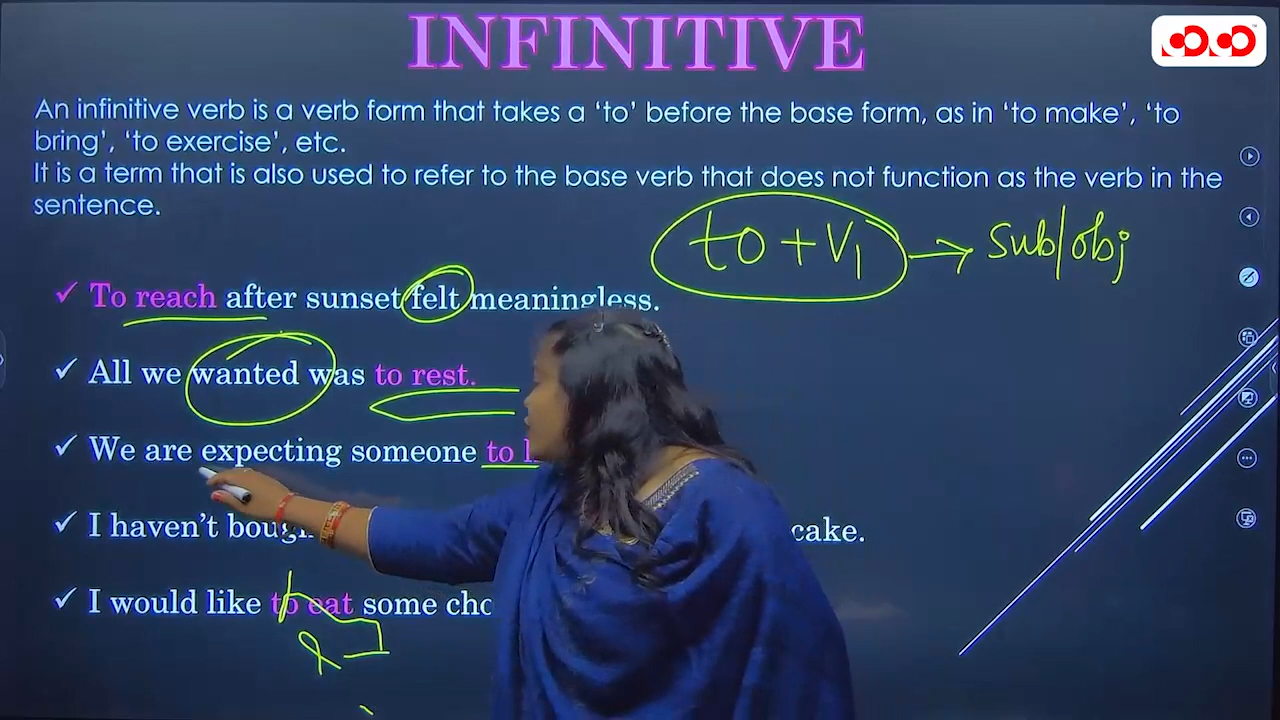 INFINITIVE
An infinitive verb is a verb form that takes a ‘to’ before the base form, as in ‘to make’, ‘to
bring’, ‘to exercise’, etc.
It is a term that is also used to refer to the base verb that does not function as the verb in the
sentence.
to + V1 → sub/obj
✓ To reach after sunset felt meaningless.
✓ All we wanted was to rest.
✓ We are expecting someone to
✓ I haven’t cake.
✓ I would like to eat some